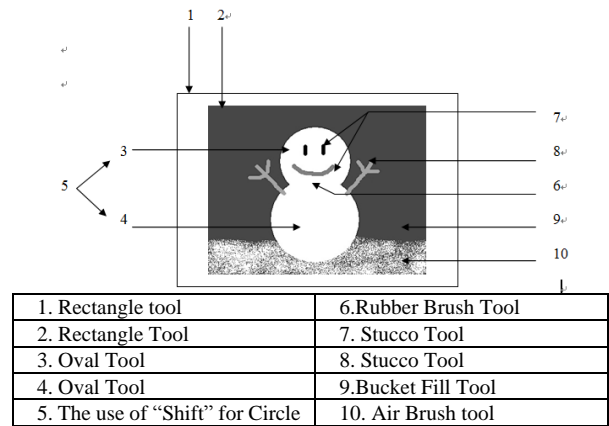 1 2
7
3
8
5
6
4
9
10
1. Rectangle tool
6.Rubber Brush Tool
2. Rectangle Tool
7. Stucco Tool
3. Oval Tool
8. Stucco Tool
4. Oval Tool
9.Bucket Fill Tool
5. The use of “Shift” for Circle
10. Air Brush tool